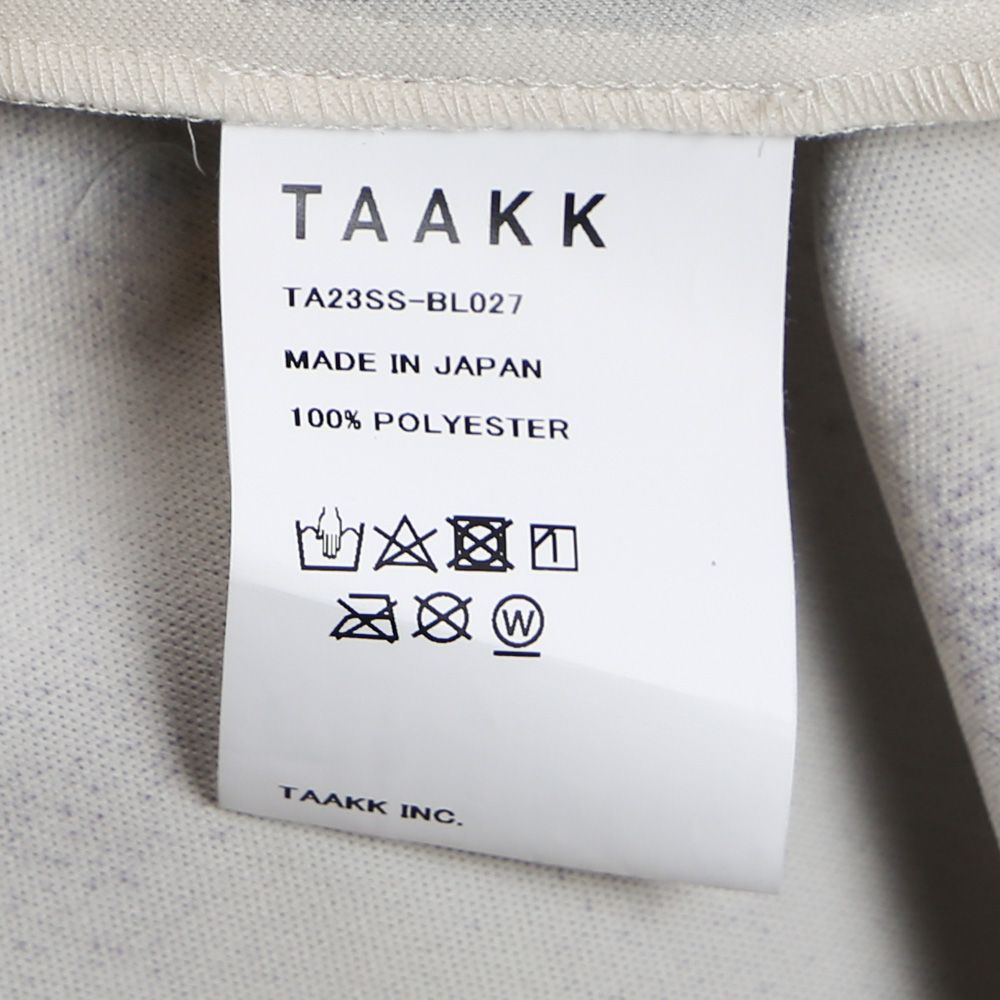 TAAKK
TA23SS-BL027
MADE IN JAPAN
100% POLYESTER
W
TAAKK INC.